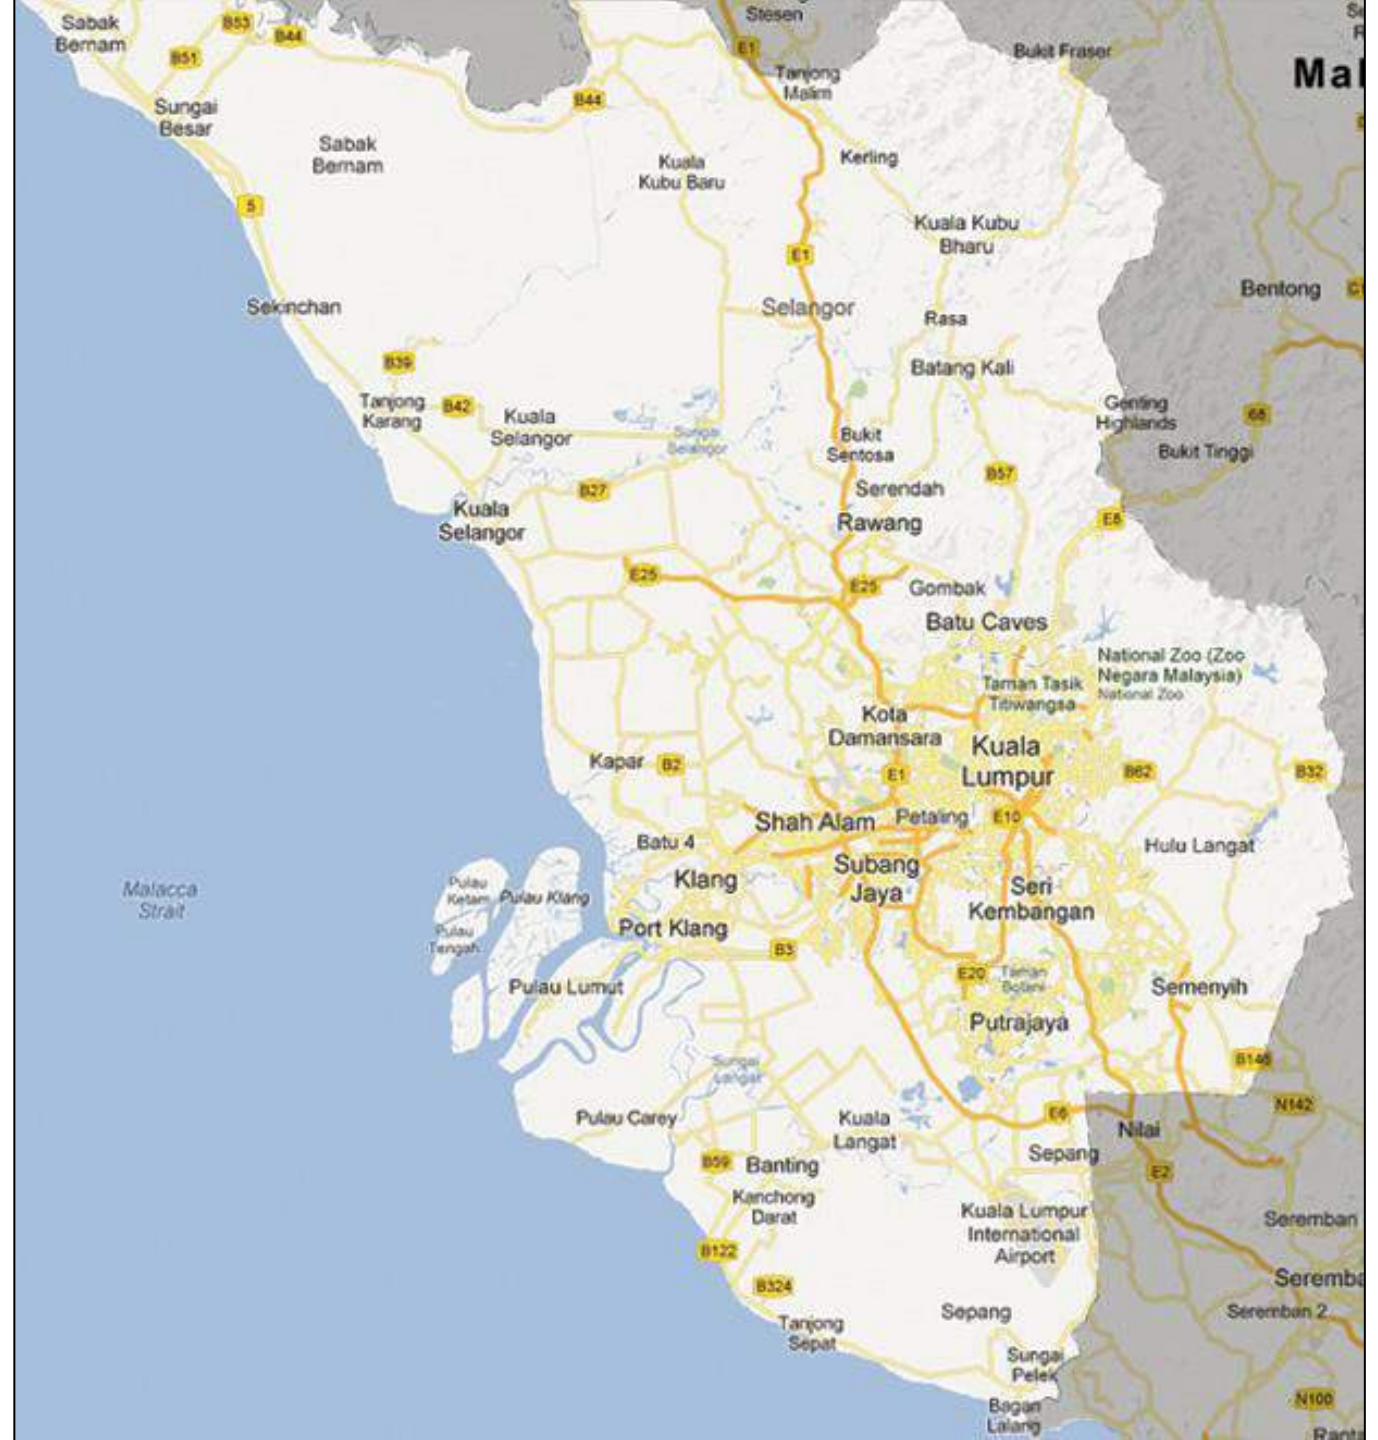 Sabak
Bernam
B53
B44
B51
Sungai
Besar
Sabak
Bernam
5
Sekinchan
B39
Tanjong
Karang
B42
Kuala
Selangor
B44
Kuala
Kubu Baru
E1
Stesen
Tanjong
Malim
Kerling
Bukit Fraser
Mal
Kuala Kubu
Bharu
E1
Selangor
Rasa
Batang Kali
Bentong
Genting
Highlands
68
Bukit Tinggi
Sungai
Selangor
Bukit
Sentosa
B57
B27
Serendah
Kuala
Selangor
Rawang
E8
E25
E25
Gombak
Batu Caves
National Zoo (Zoo
Negara Malaysia)
National Zoo
Taman Tasik
Titiwangsa
Kota
Damansara
Kuala
Lumpur
Kapar
B2
E1
B62
B32
Shah Alam
Petaling
E10
Batu 4
Hulu Langat
Klang
Subang
Jaya
Seri
Kembangan
Malacca
Strait
Pulau
Ketam
Pulau Klang
Pulau
Tengah
Port Klang
B3
E20
Taman
Botani
Pulau Lumut
Semenyih
Putrajaya
Sungai
Langat
B146
Pulau Carey
Kuala
Langat
E6
N142
Nilai
B59
Banting
Sepang
E2
Kanchong
Darat
Kuala Lumpur
International
Airport
Seremban
B122
B324
Seremba
Seremban 2
Sepang
Tanjong
Sepat
Sungai
Pelek
N100
Bagan
Lalang
Ranta